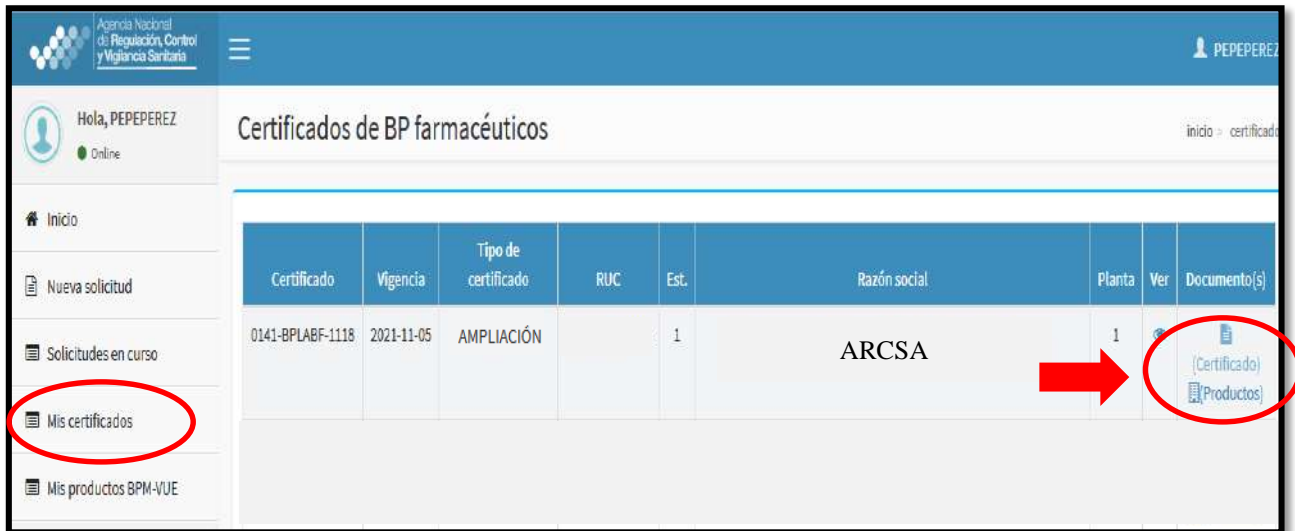 Agencia Nacional
de Regulación, Control
y Vigilancia Sanitaria
PEPEPEREZ
Hola, PEPEPEREZ
Online
Certificados de BP farmacéuticos
inicio > certificado
Inicio
Nueva solicitud
Solicitudes en curso
Mis certificados
Mis productos BPM-VUE
Certificado Vigencia Tipo de certificado RUC Est. Razón social Planta Ver Documento(s)
0141-BPLABF-1118 2021-11-05 AMPLIACIÓN 1 ARCSA 1
(Certificado)
(Productos)